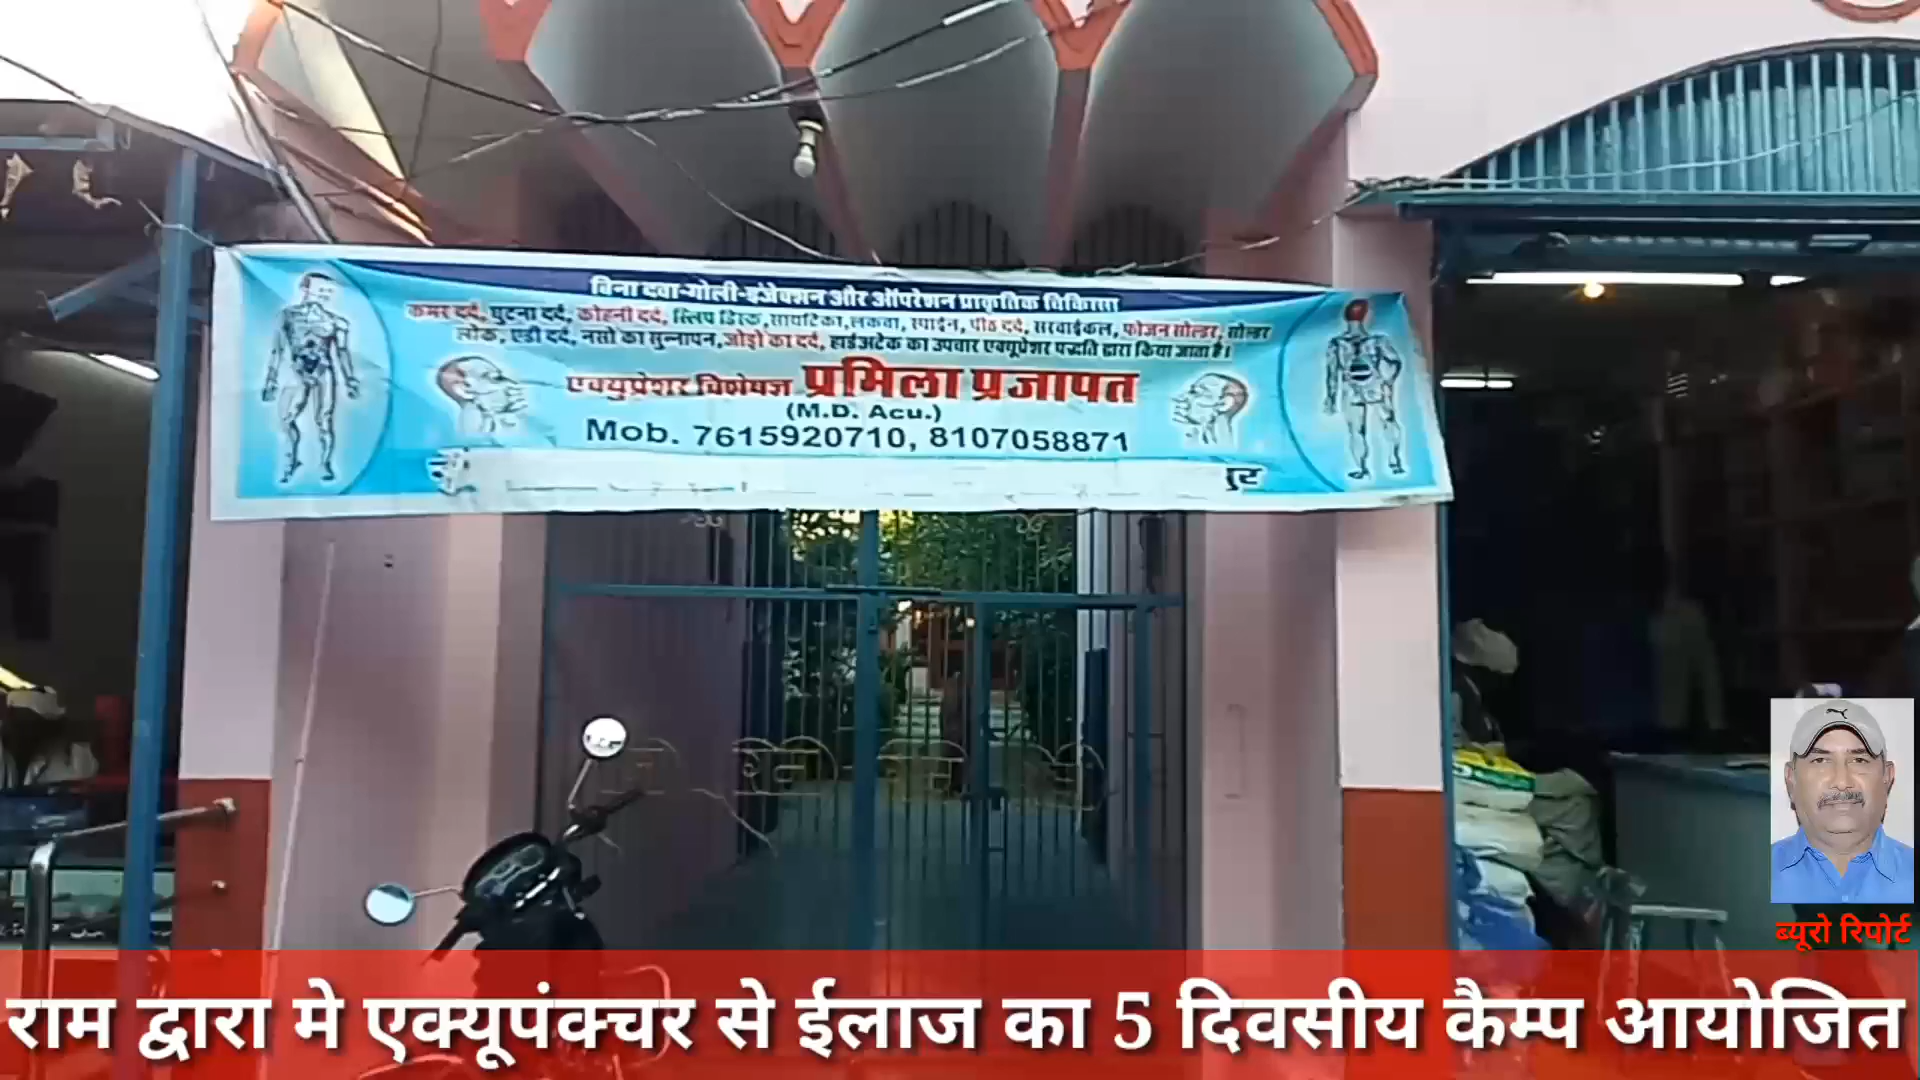 बिना दवा-गोली-इंजेक्शन और ऑपरेशन प्राकृतिक चिकित्सा
कमर दर्द, घुटना दर्द, कोहनी दर्द, स्लिप डिस्क, सायटिका, लकवा, स्पाईन, पीठ दर्द, सरवाईकल, फोजन सोल्डर, सोल्डर
लोक, एडी दर्द, नसो का सुन्नापन, जोड़ो का दर्द, हाईअटेक का उपचार एक्यूप्रेशर पद्धति द्वारा किया जाता है।
एक्युप्रेशर विशेषज्ञ प्रमिला प्रजापत
(M.D. Acu.)
Mob. 7615920710, 8107058871
ब्यूरो रिपोर्ट
राम द्वारा मे एक्यूपंक्चर से ईलाज का 5 दिवसीय कैम्प आयोजित